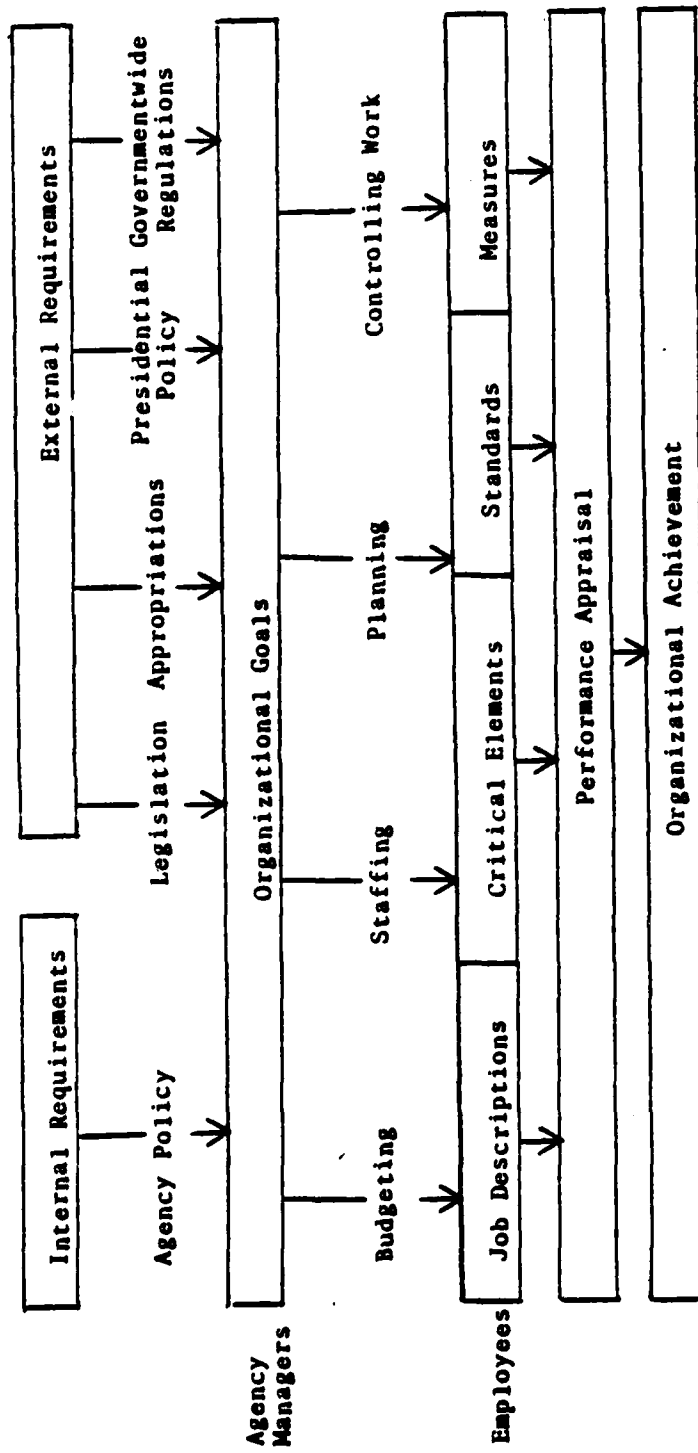 Internal Requirements
External Requirements
Agency Policy
Legislation
Appropriations
Presidential
Policy
Governmentwide
Regulations
Agency
Managers
Organizational Goals
Budgeting
Staffing
Planning
Controlling Work
Employees
Job Descriptions
Critical Elements
Standards
Measures
Performance Appraisal
Organizational Achievement